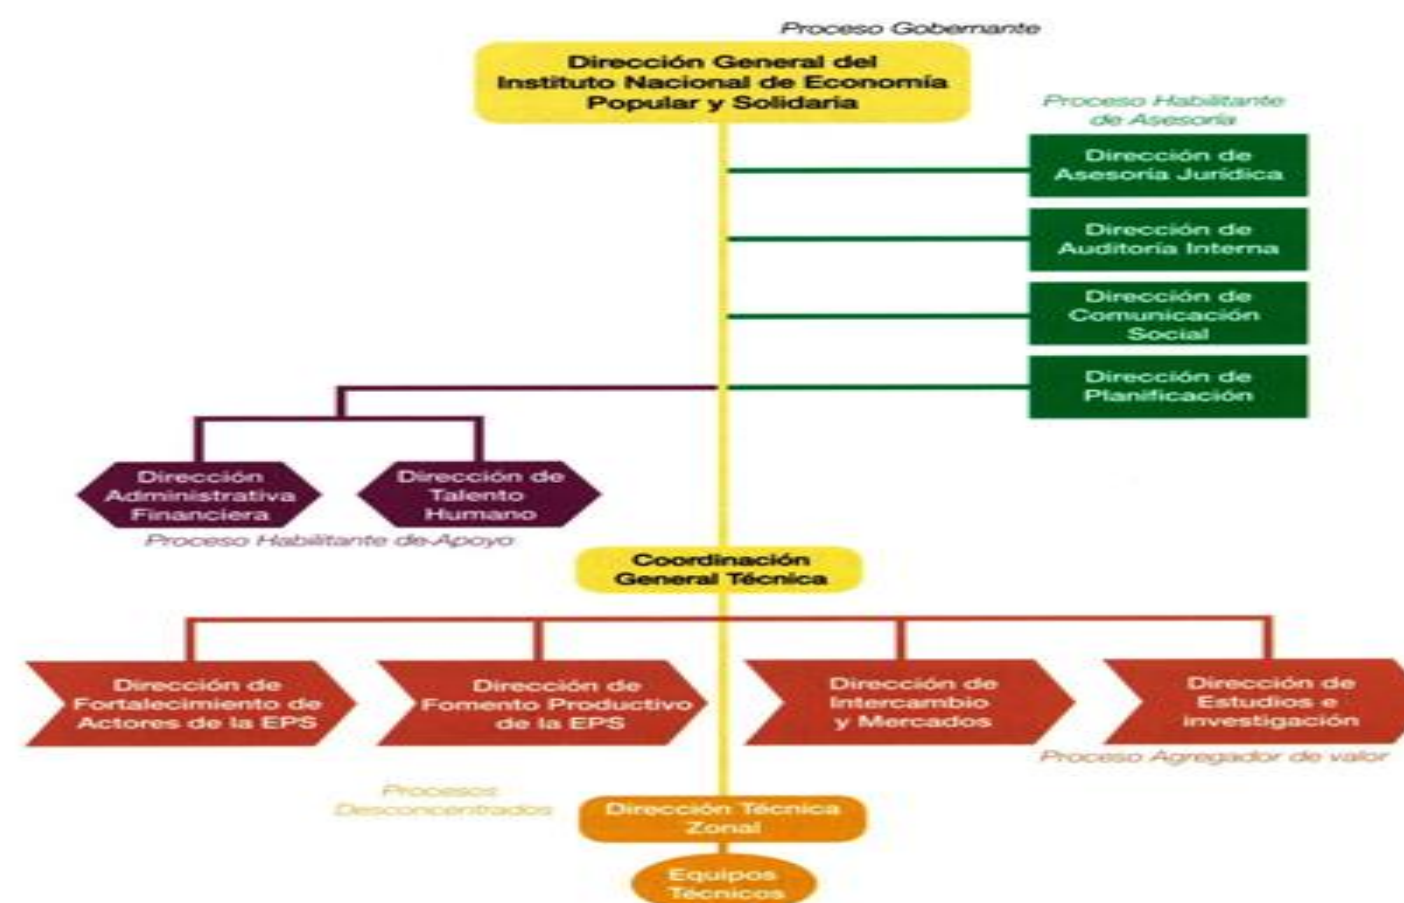 Proceso Gobernante
Dirección General del
Instituto Nacional de Economía
Popular y Solidaria
Proceso Habilitante
de Asesoría
Dirección de
Asesoría Jurídica
Dirección de
Auditoría Interna
Dirección de
Comunicación
Social
Dirección de
Planificación
Dirección
Administrativa
Financiera
Dirección de
Talento
Humano
Proceso Habilitante de Apoyo
Coordinación
General Técnica
Dirección de
Fortalecimiento de
Actores de la EPS
Dirección de
Fomento Productivo
de la EPS
Dirección de
Intercambio
y Mercados
Dirección de
Estudios e
investigación
Proceso Agregador de valor
Procesos
Desconcentrados
Dirección Técnica
Zonal
Equipos
Técnicos